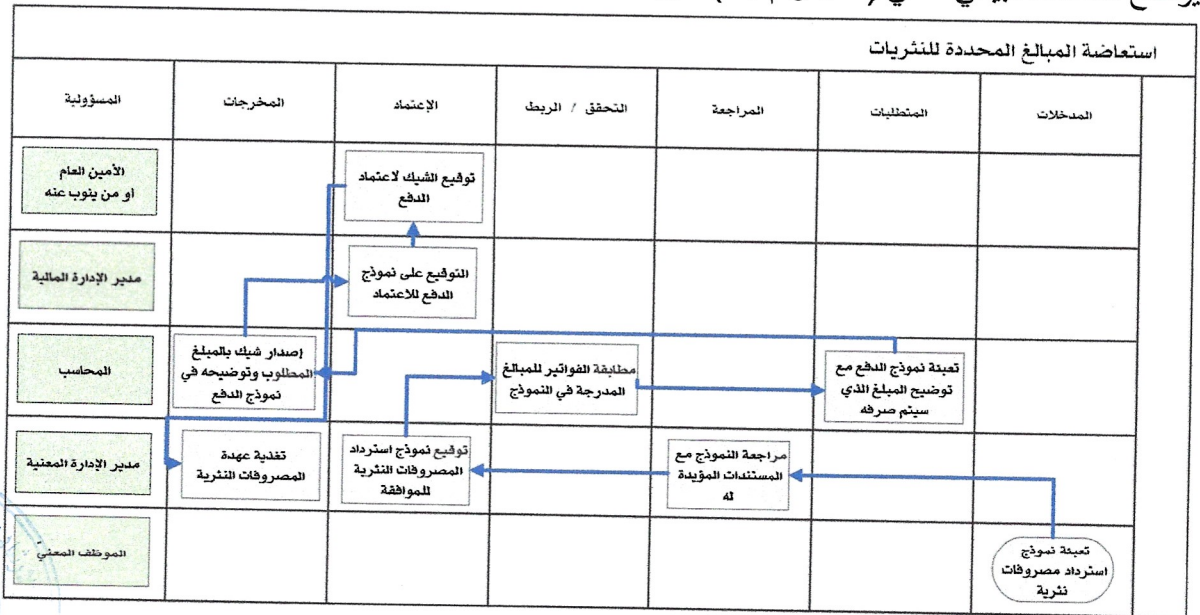 استعاضة المبالغ المحددة للنثريات
المدخلات
المتطلبات
المراجعة
التحقق / الربط
الإعتماد
المخرجات
المسؤولية
توقيع الشيك لاعتماد
الدفع
الأمين العام
او من ينوب عنه
التوقيع على نموذج
الدفع للاعتماد
مدير الإدارة المالية
تعبئة نموذج الدفع مع
توضيح المبلغ الذي
سيتم صرفه
مطابقة الفواتير للمبالغ
المدرجة في النموذج
إصدار شيك بالمبلغ
المطلوب وتوضيحه في
نموذج الدفع
المحاسب
مراجعة النموذج مع
المستندات المؤيدة
له
توقيع نموذج استرداد
المصروفات النثرية
للموافقة
تغذية عهدة
المصروفات النثرية
مدير الإدارة المعنية
تعبئة نموذج
استرداد مصروفات
نثرية
الموظف المعني